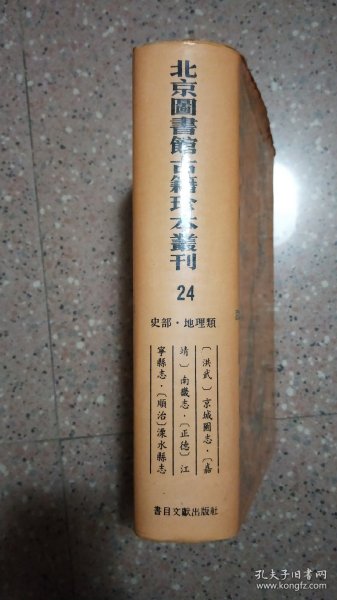 北京圖書館古籍珍本叢刊
24
史部·地理類
〔洪武〕京城圖志·〔嘉
靖〕南畿志·〔正德〕江
寧縣志·〔順治〕溧水縣志
書目文獻出版社
孔夫子旧书网
www.kongfz.com